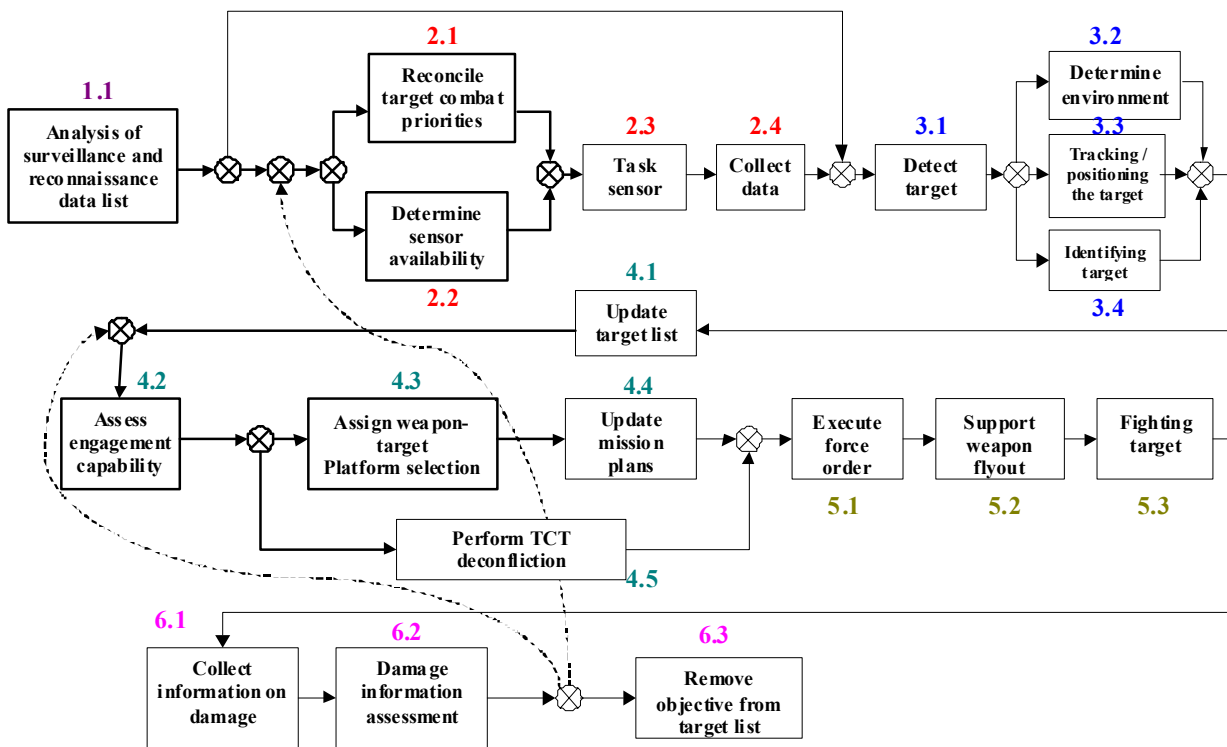 1.1
Analysis of
surveillance and
reconnaissance
data list
2.1
Reconcile
target combat
priorities
Determine
sensor
availability
2.2
2.3
Task
sensor
2.4
Collect
data
3.1
Detect
target
3.2
Determine
environment
3.3
Tracking /
positioning
the target
Identifying
target
3.4
4.1
Update
target list
4.2
Assess
engagement
capability
4.3
Assign weapon-
target
Platform selection
4.4
Update
mission
plans
Perform TCT
deconfliction
4.5
Execute
force
order
5.1
Support
weapon
flyout
5.2
Fighting
target
5.3
6.1
Collect
information on
damage
6.2
Damage
information
assessment
6.3
Remove
objective from
target list